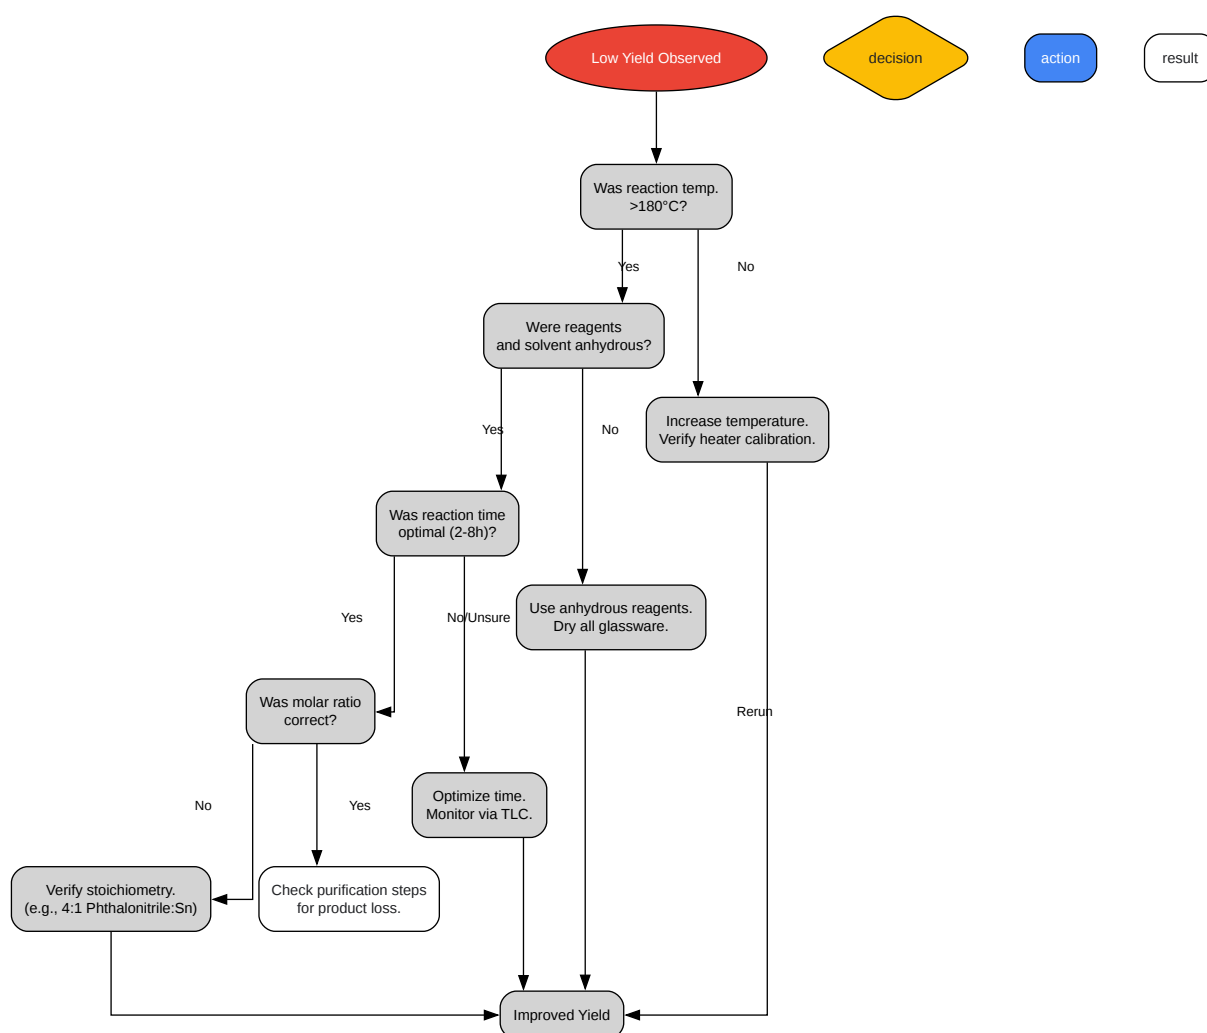 Low Yield Observed
decision
action
result
Was reaction temp.
>180°C?
Yes
No
Were reagents
and solvent anhydrous?
Increase temperature.
Verify heater calibration.
Yes
No
Was reaction time
optimal (2-8h)?
Use anhydrous reagents.
Dry all glassware.
Yes
No/Unsure
Was molar ratio
correct?
Rerun
Optimize time.
Monitor via TLC.
No
Yes
Verify stoichiometry.
(e.g., 4:1 Phthalonitrile:Sn)
Check purification steps
for product loss.
Improved Yield